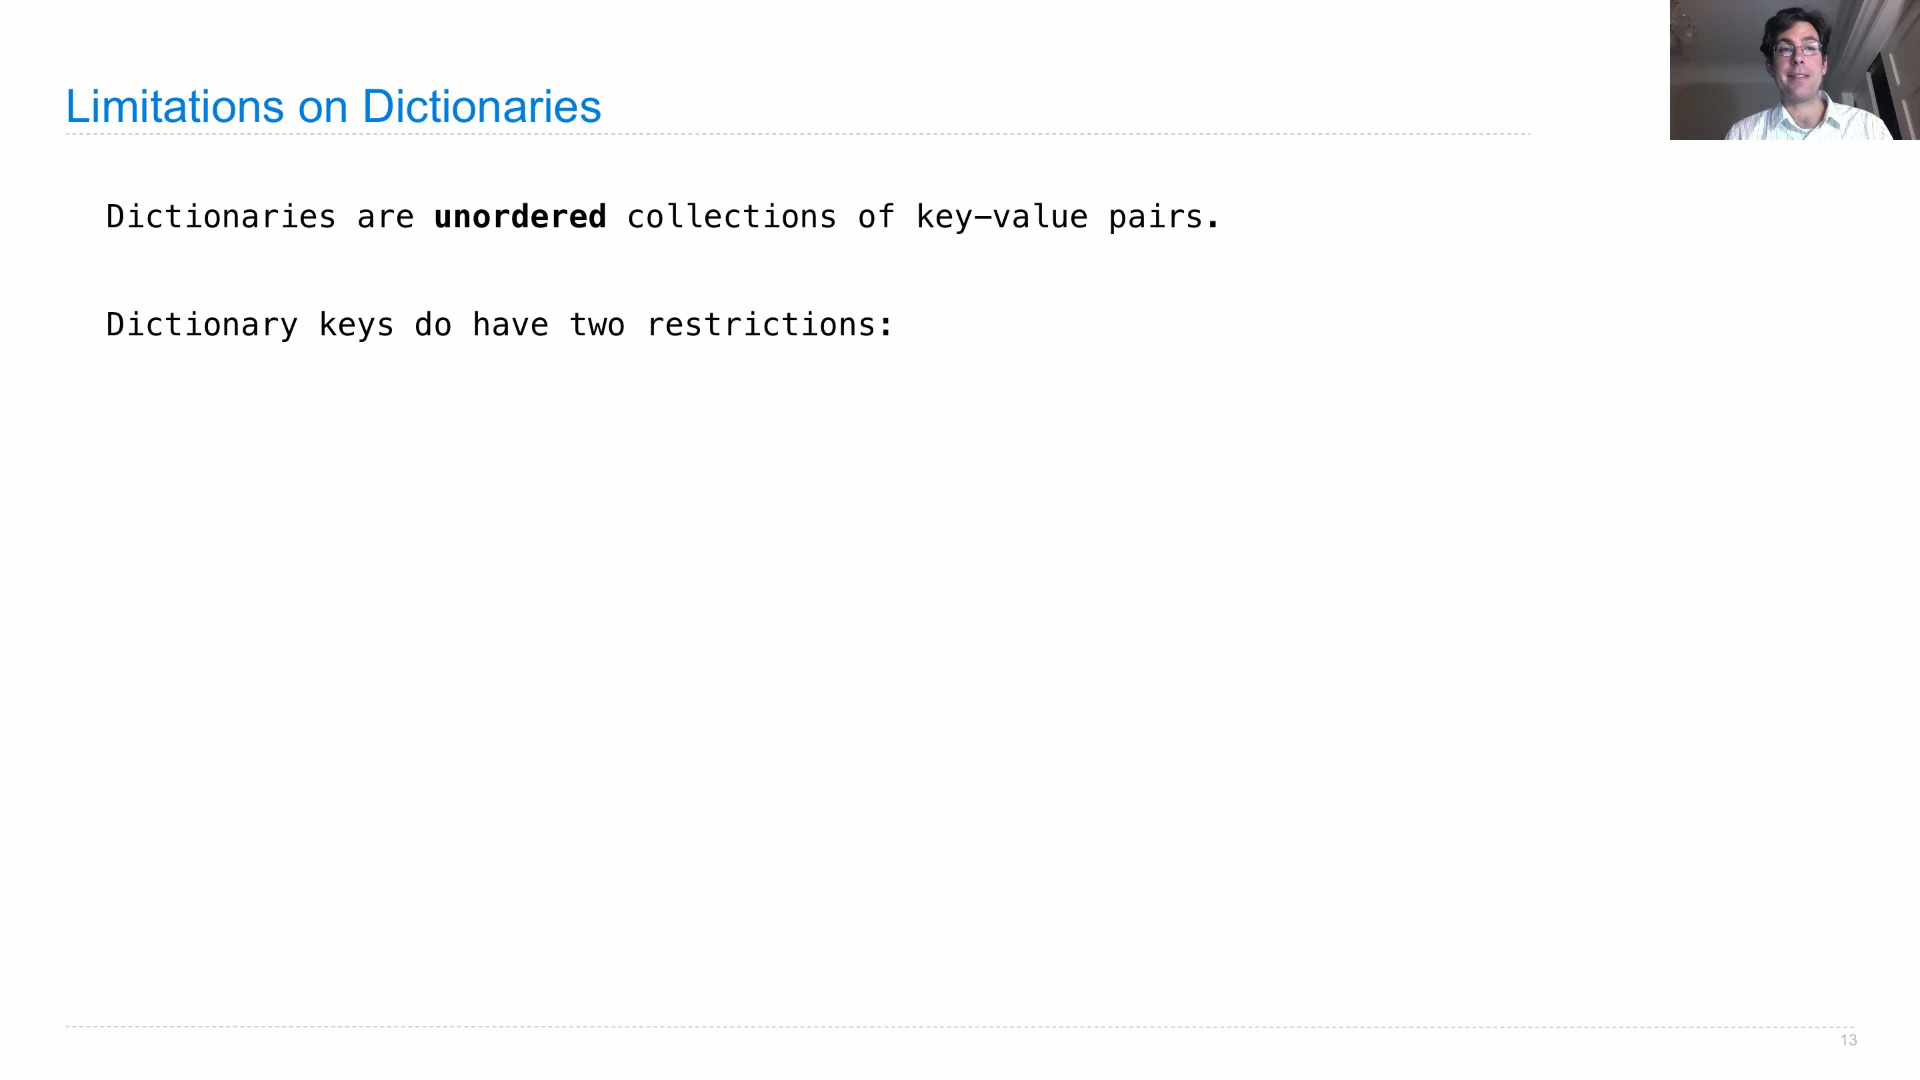 Limitations on Dictionaries
Dictionaries are unordered collections of key-value pairs.
Dictionary keys do have two restrictions:
13